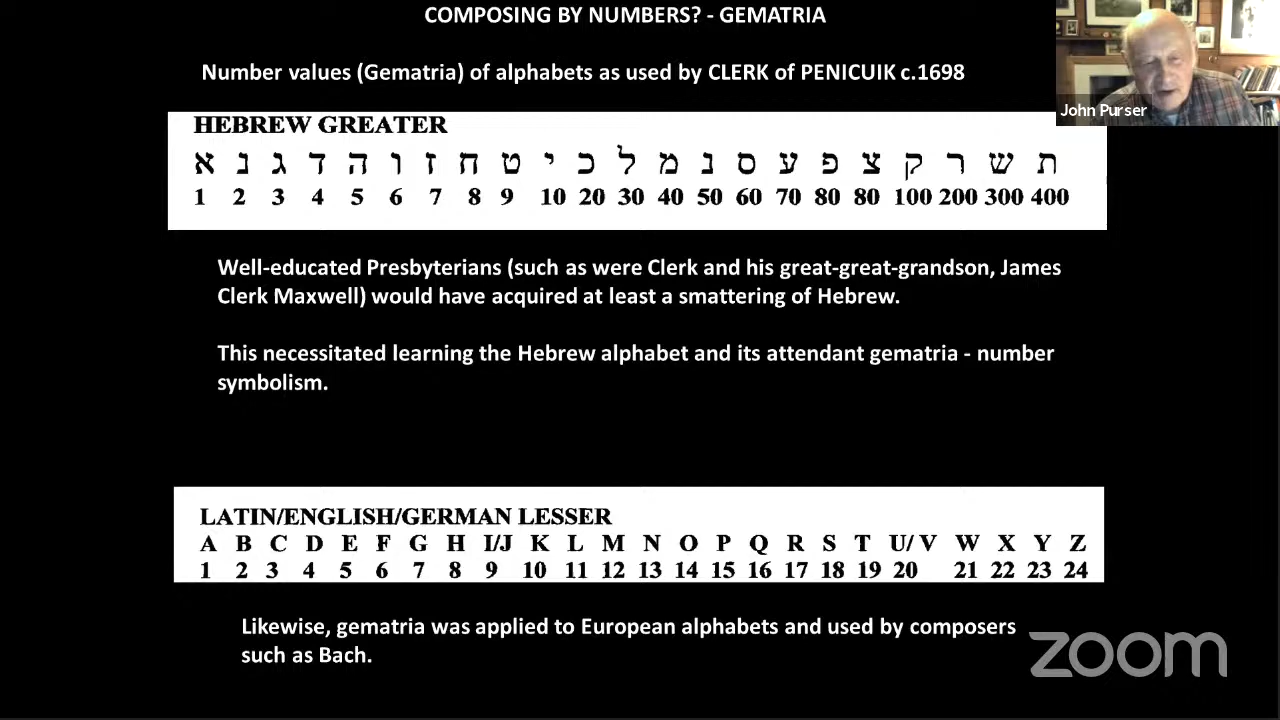 COMPOSING BY NUMBERS? - GEMATRIA
Number values (Gematria) of alphabets as used by CLERK of PENICUIK c.1698
John Purser
HEBREW GREATER
א נ ג ד ה ו ז ח ט י כ ל מ נ ס ע פ צ ק ר ש ת
1 2 3 4 5 6 7 8 9 10 20 30 40 50 60 70 80 80 100 200 300 400
Well-educated Presbyterians (such as were Clerk and his great-great-grandson, James
Clerk Maxwell) would have acquired at least a smattering of Hebrew.
This necessitated learning the Hebrew alphabet and its attendant gematria - number
symbolism.
LATIN/ENGLISH/GERMAN LESSER
A B C D E F G H I/J K L M N O P Q R S T U/ V W X Y Z
1 2 3 4 5 6 7 8 9 10 11 12 13 14 15 16 17 18 19 20 21 22 23 24
Likewise, gematria was applied to European alphabets and used by composers
such as Bach.
zoom